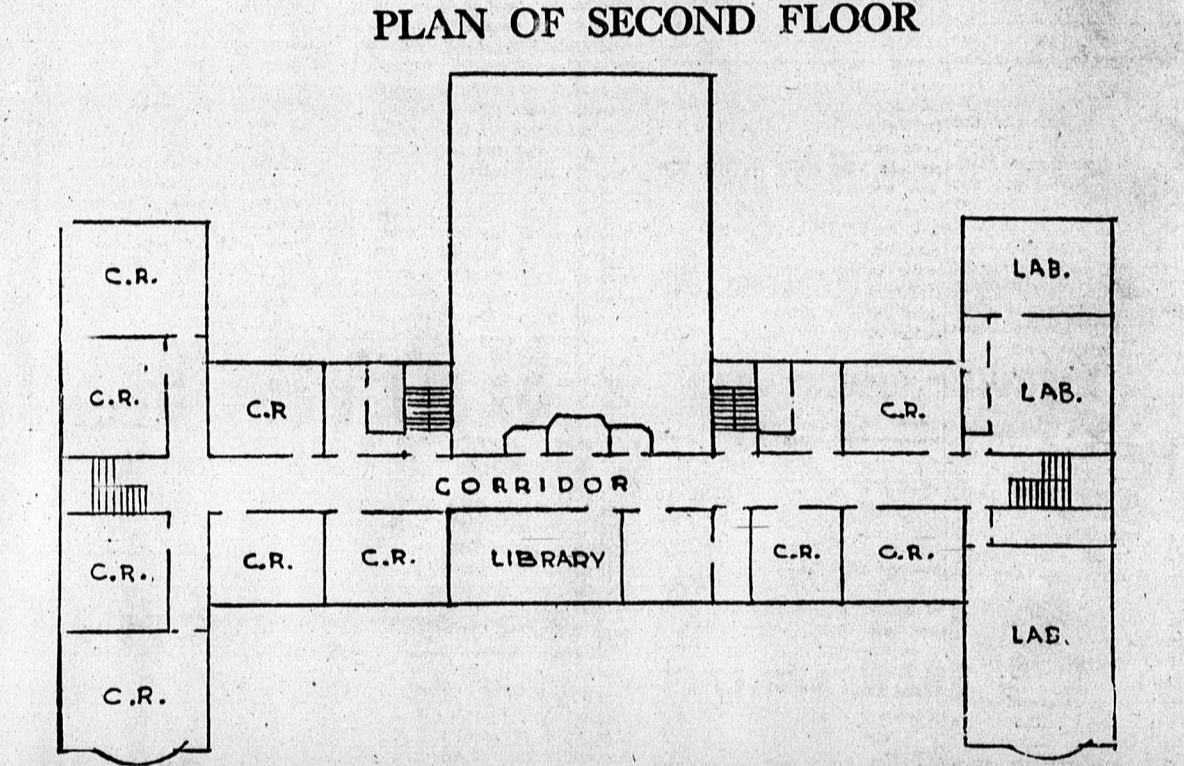 PLAN OF SECOND FLOOR
C.R.
LAB.
C.R.
C.R
C.R.
LAB.
CORRIDOR
C.R..
C.R.
C.R.
LIBRARY
C.R.
C.R.
LAB.
C.R.